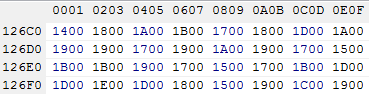 0001 0203 0405 0607 0809 0A0B 0C0D 0E0F
126C0 1400 1800 1A00 1B00 1700 1800 1D00 1A00
126D0 1900 1900 1700 1900 1A00 1900 1700 1500
126E0 1B00 1B00 1900 1700 1500 1700 1B00 1D00
126F0 1D00 1E00 1D00 1800 1500 1900 1C00 1900